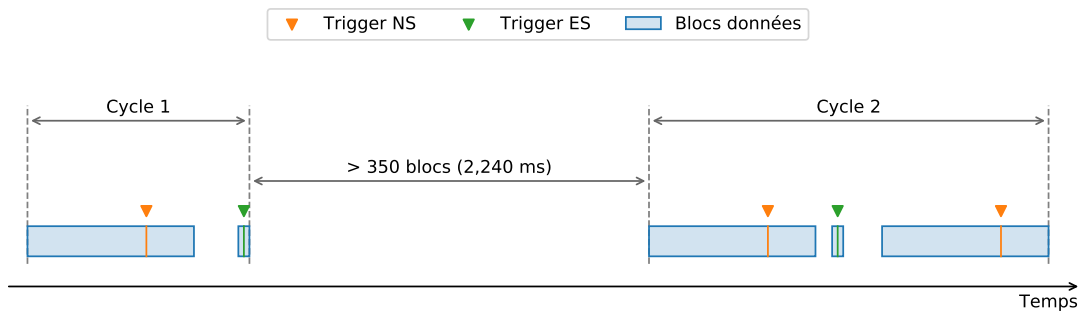 Trigger NS Trigger ES Blocs données
Cycle 1 Cycle 2
> 350 blocs (2,240 ms)
Temps